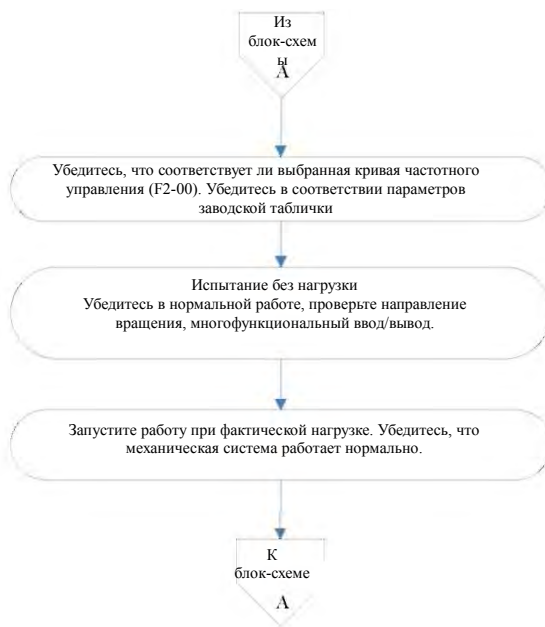 Из
блок-схем
ы
А
Убедитесь, что соответствует ли выбранная кривая частотного
управления (F2-00). Убедитесь в соответствии параметров
заводской таблички
Испытание без нагрузки
Убедитесь в нормальной работе, проверьте направление
вращения, многофункциональный ввод/вывод.
Запустите работу при фактической нагрузке. Убедитесь, что
механическая система работает нормально.
К
блок-схеме
А